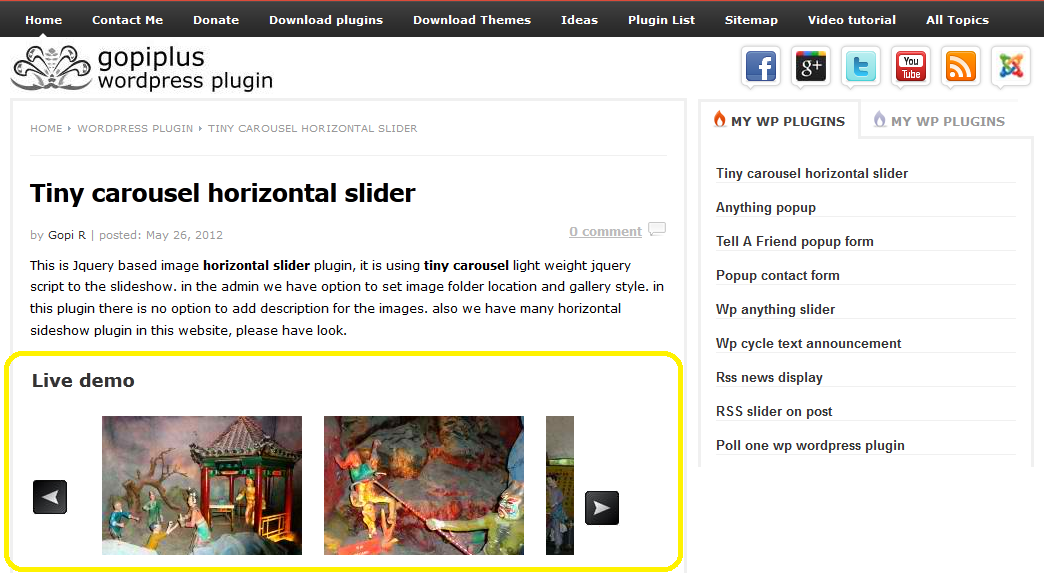 Home Contact Me Donate Download plugins Download Themes Ideas Plugin List Sitemap Video tutorial All Topics
gopiplus
wordpress plugin
f g+ t You Tube
HOME WORDPRESS PLUGIN TINY CAROUSEL HORIZONTAL SLIDER
Tiny carousel horizontal slider
by Gopi R | posted: May 26, 2012
0 comment
This is Jquery based image horizontal slider plugin, it is using tiny carousel light weight jquery
script to the slideshow. in the admin we have option to set image folder location and gallery style. in
this plugin there is no option to add description for the images. also we have many horizontal
sideshow plugin in this website, please have look.
Live demo
MY WP PLUGINS MY WP PLUGINS
Tiny carousel horizontal slider
Anything popup
Tell A Friend popup form
Popup contact form
Wp anything slider
Wp cycle text announcement
Rss news display
RSS slider on post
Poll one wp wordpress plugin